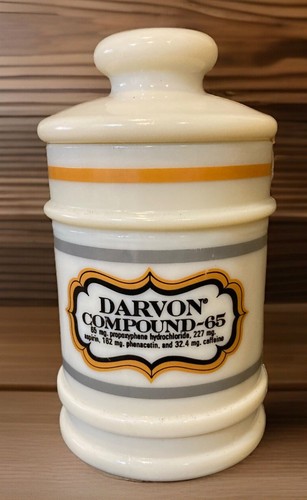 DARVON®
COMPOUND-65
65 mg. propoxyphene hydrochloride, 227 mg.
aspirin, 162 mg. phenacetin, and 32.4 mg. caffeine